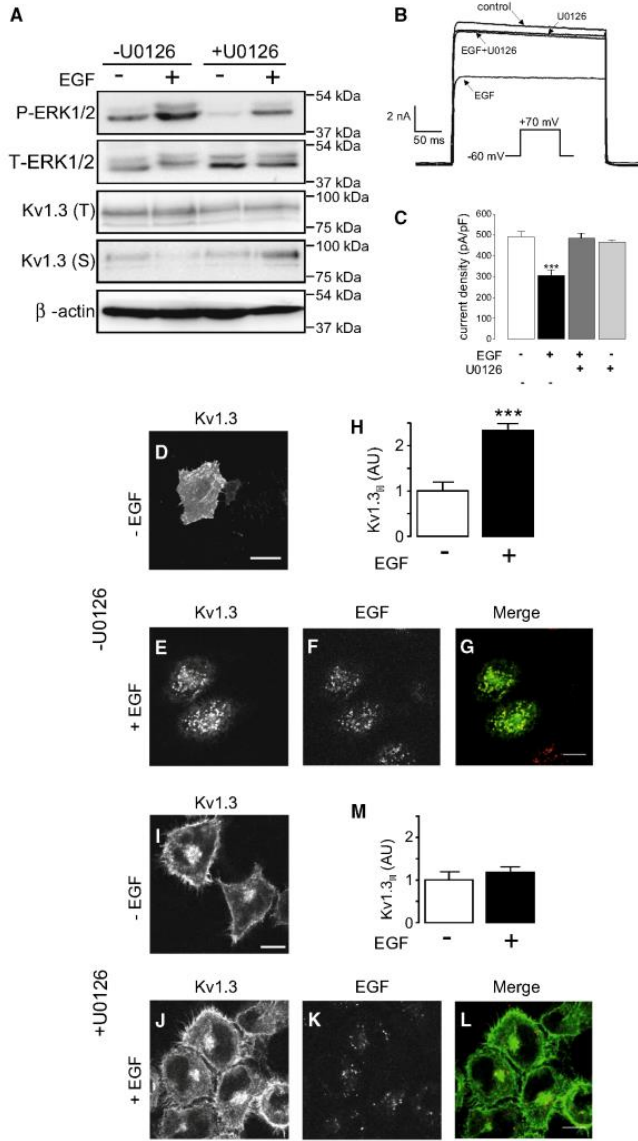 A
-U0126 +U0126
EGF - + - +
P-ERK1/2
54 kDa
37 kDa
T-ERK1/2
54 kDa
37 kDa
Kv1.3 (T)
100 kDa
75 kDa
Kv1.3 (S)
100 kDa
75 kDa
β -actin
54 kDa
37 kDa
B
control
U0126
EGF+U0126
EGF
2 nA
50 ms
+70 mV
-60 mV
C
current density (pA/pF)
600
500
400
300
200
100
0
***
EGF - + + -
U0126 + +
- -
Kv1.3
D
- EGF
H
***
Kv1.3[i] (AU)
2
1
0
EGF - +
-U0126
Kv1.3 EGF Merge
E F G
+ EGF
Kv1.3
I
- EGF
M
Kv1.3[i] (AU)
2
1
0
EGF - +
+U0126
Kv1.3 EGF Merge
J K L
+ EGF